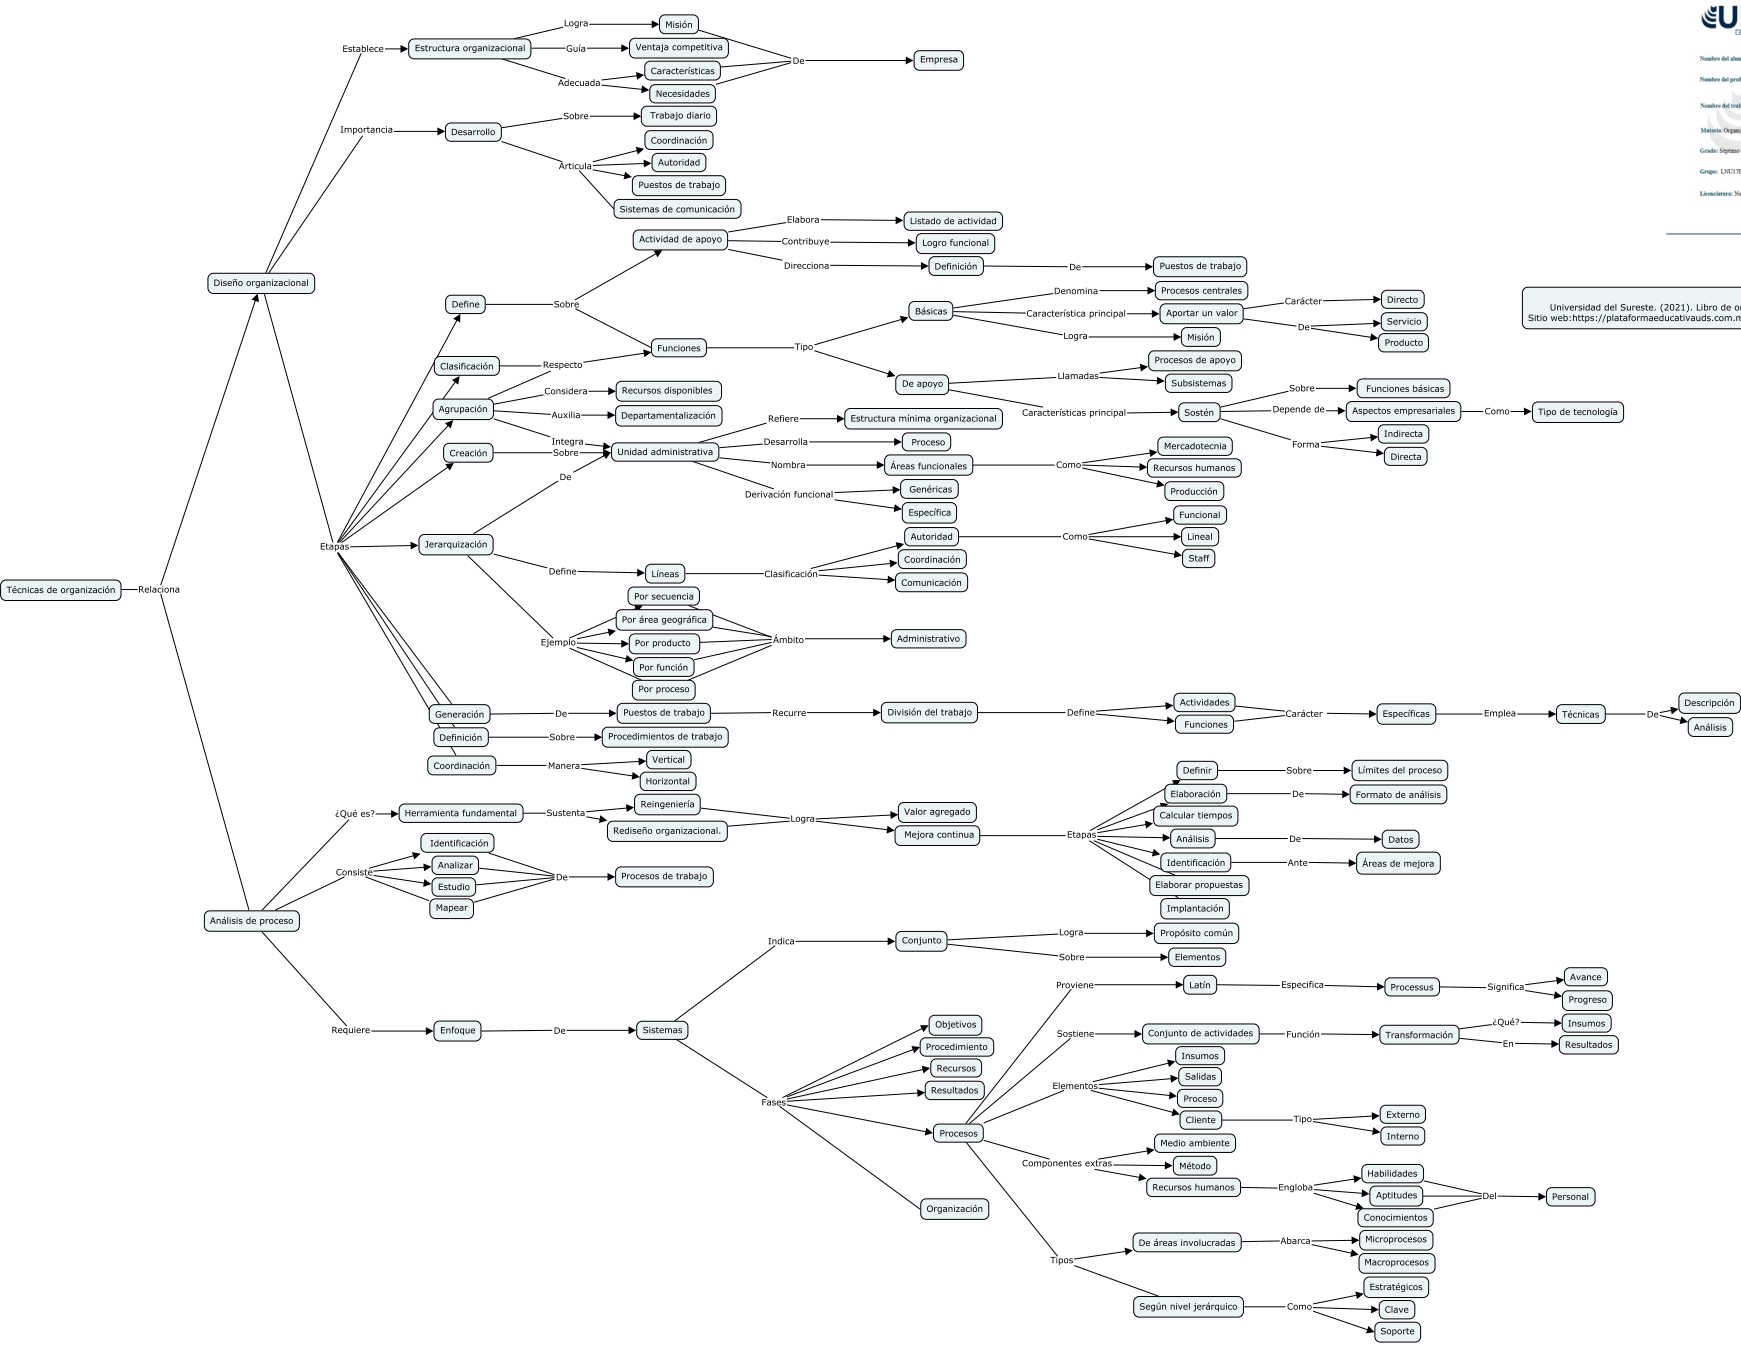 Técnicas de organización
Relaciona
Diseño organizacional
Establece
Estructura organizacional
Logra
Misión
Guía
Ventaja competitiva
Adecuada
Características
Necesidades
De
Empresa
Importancia
Desarrollo
Sobre
Trabajo diario
Articula
Coordinación
Autoridad
Puestos de trabajo
Sistemas de comunicación
Etapas
Define
Sobre
Actividad de apoyo
Elabora
Listado de actividad
Contribuye
Logro funcional
Direcciona
Definición
De
Puestos de trabajo
Funciones
Tipo
Básicas
Denomina
Procesos centrales
Característica principal
Aportar un valor
Carácter
Directo
De
Servicio
Producto
Logra
Misión
De apoyo
Llamadas
Procesos de apoyo
Subsistemas
Características principal
Sostén
Sobre
Funciones básicas
Depende de
Aspectos empresariales
Como
Tipo de tecnología
Forma
Indirecta
Directa
Clasificación
Respecto
Agrupación
Considera
Recursos disponibles
Auxilia
Departamentalización
Integra
Creación
Sobre
Unidad administrativa
Refiere
Estructura mínima organizacional
Desarrolla
Proceso
Nombra
Áreas funcionales
Como
Mercadotecnia
Recursos humanos
Producción
Derivación funcional
Genéricas
Específica
Jerarquización
De
Define
Líneas
Clasificación
Autoridad
Como
Funcional
Lineal
Staff
Coordinación
Comunicación
Ejemplo
Por secuencia
Por área geográfica
Por producto
Por función
Por proceso
Ámbito
Administrativo
Generación
De
Puestos de trabajo
Recurre
División del trabajo
Define
Actividades
Funciones
Carácter
Específicas
Emplea
Técnicas
De
Descripción
Análisis
Definición
Sobre
Procedimientos de trabajo
Coordinación
Manera
Vertical
Horizontal
Análisis de proceso
¿Qué es?
Herramienta fundamental
Sustenta
Reingeniería
Rediseño organizacional.
Logra
Valor agregado
Mejora continua
Etapas
Definir
Sobre
Límites del proceso
Elaboración
De
Formato de análisis
Calcular tiempos
Análisis
De
Datos
Identificación
Ante
Áreas de mejora
Elaborar propuestas
Implantación
Consiste
Identificación
Analizar
Estudio
Mapear
De
Procesos de trabajo
Requiere
Enfoque
De
Sistemas
Indica
Conjunto
Logra
Propósito común
Sobre
Elementos
Fases
Objetivos
Procedimiento
Recursos
Resultados
Procesos
Organización
Proviene
Latín
Especifica
Processus
Significa
Avance
Progreso
Sostiene
Conjunto de actividades
Función
Transformación
¿Qué?
Insumos
En
Resultados
Elementos
Insumos
Salidas
Proceso
Cliente
Tipo
Externo
Interno
Componentes extras
Medio ambiente
Método
Recursos humanos
Engloba
Habilidades
Aptitudes
Conocimientos
Del
Personal
Tipos
De áreas involucradas
Abarca
Microprocesos
Macroprocesos
Según nivel jerárquico
Como
Estratégicos
Clave
Soporte
Nombre del
Nombre del
Nombre del
Materia:
Grado: Séptimo
Grupo:
Licenciatura:
Universidad del Sureste. (2021). Libro de
Sitio web:https://plataformaeducativauds.com.m